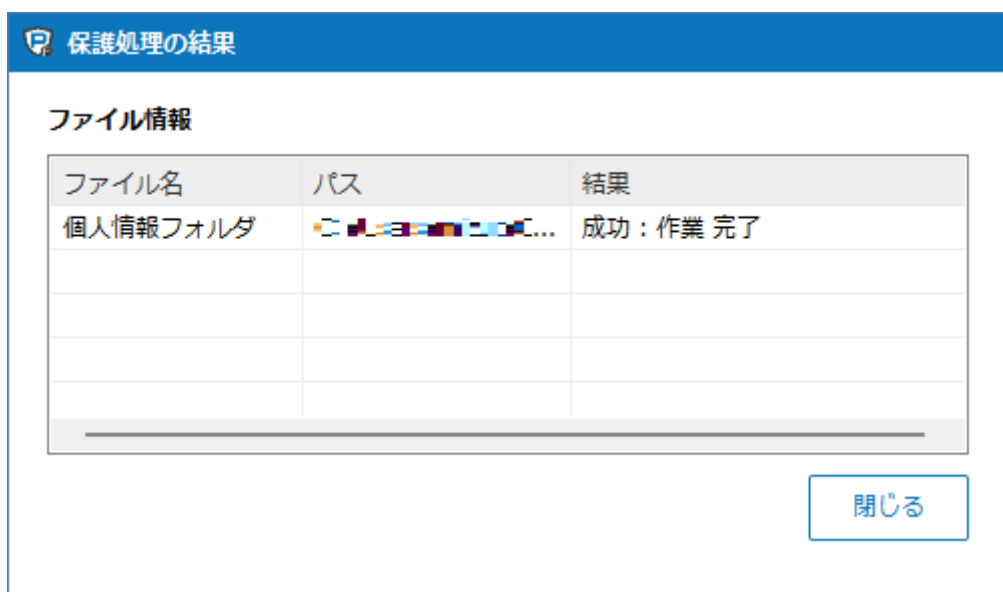 保護処理の結果
ファイル情報
ファイル名 パス 結果
個人情報フォルダ 成功：作業 完了
閉じる